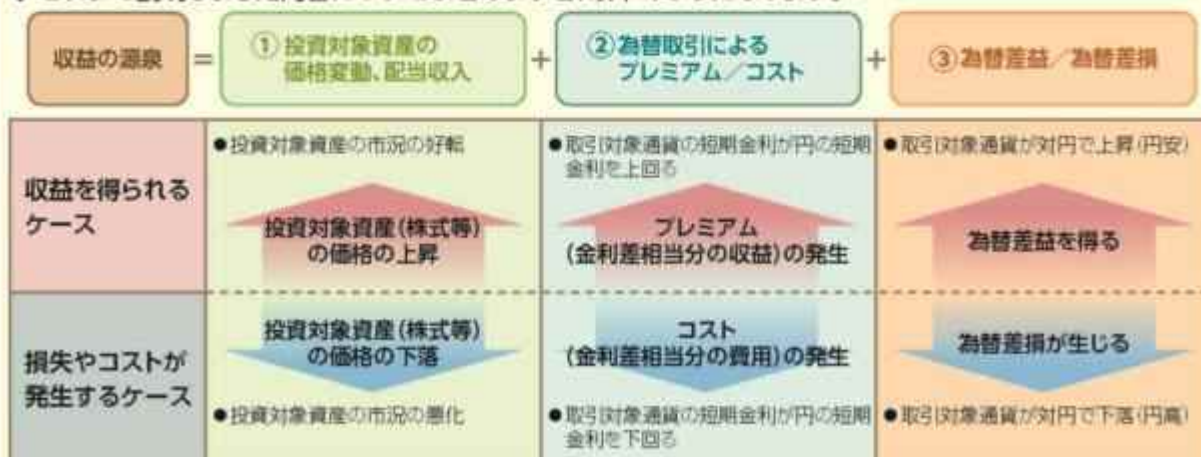 収益の源泉
=
①投資対象資産の
価格変動、配当収入
+
②為替取引による
プレミアム/コスト
+
③為替差益/為替差損
収益を得られる
ケース
●投資対象資産の市況の好転
投資対象資産(株式等)
の価格の上昇
●取引対象通貨の短期金利が円の短期
金利を上回る
プレミアム
(金利差相当分の収益)の発生
●取引対象通貨が対円で上昇(円安)
為替差益を得る
損失やコストが
発生するケース
投資対象資産(株式等)
の価格の下落
●投資対象資産の市況の悪化
コスト
(金利差相当分の費用)の発生
●取引対象通貨の短期金利が円の短期
金利を下回る
為替差損が生じる
●取引対象通貨が対円で下落(円高)